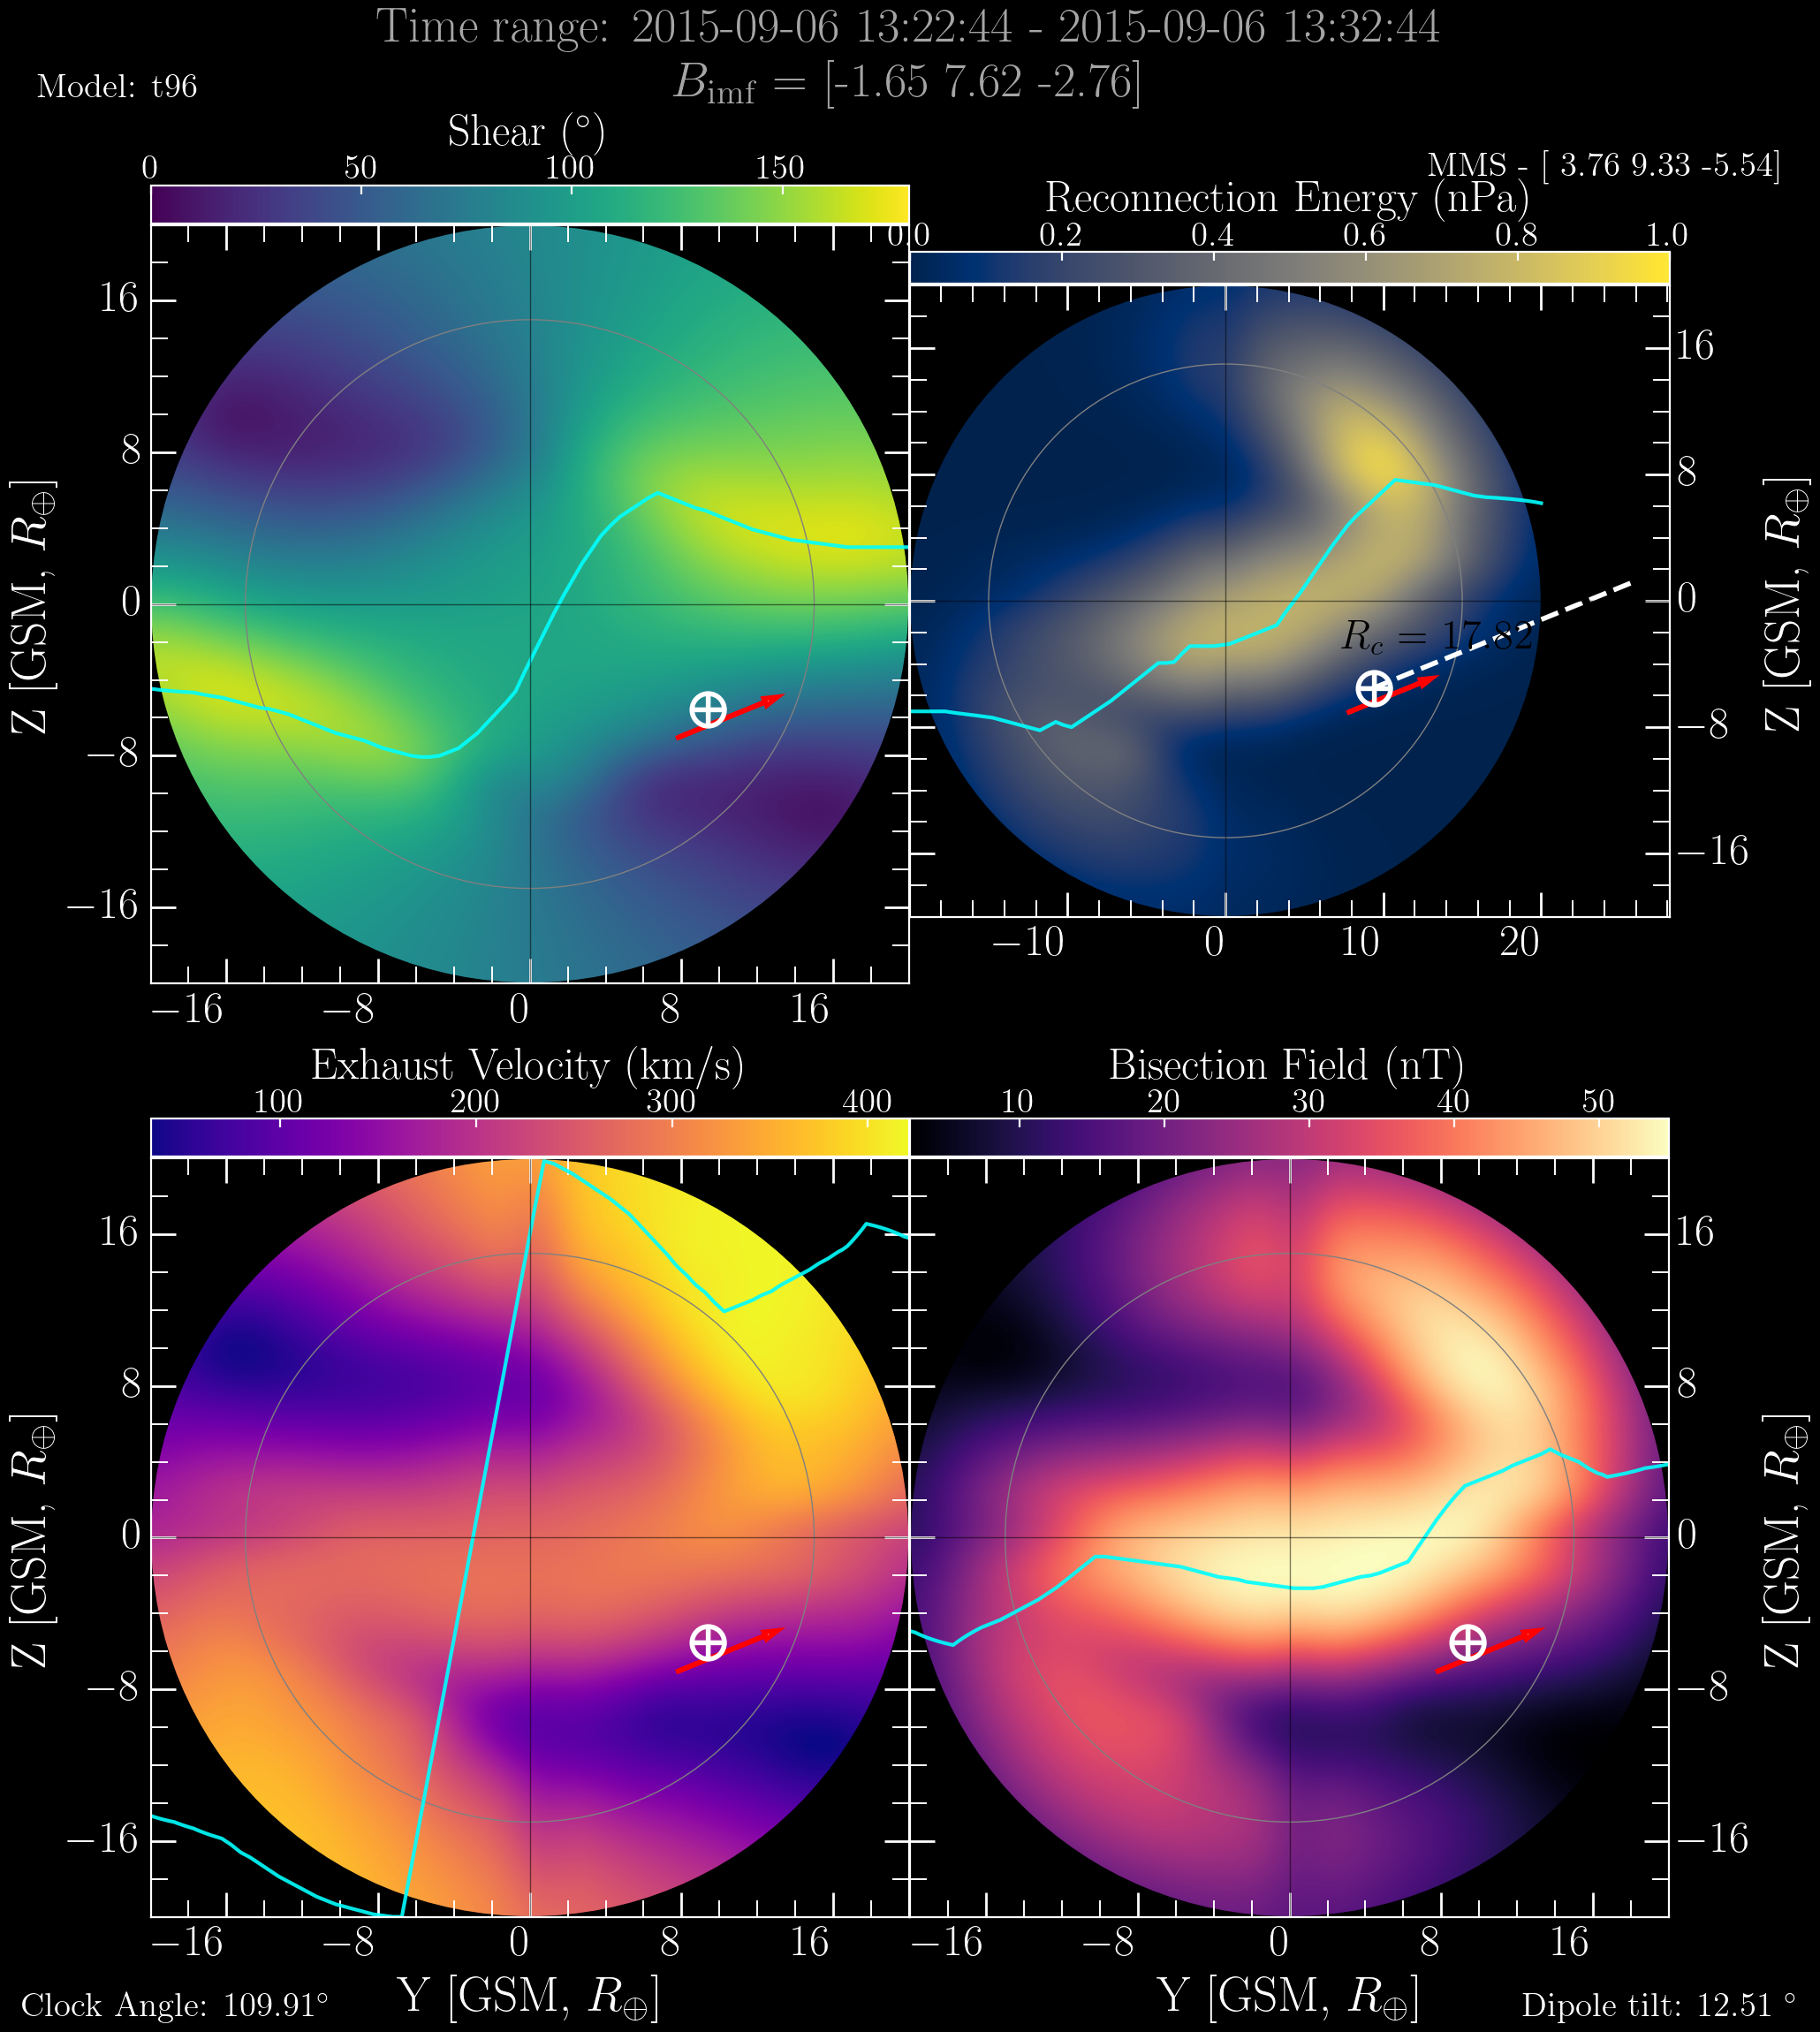 Time range: 2015-09-06 13:22:44 - 2015-09-06 13:32:44
B_imf = [-1.65 7.62 -2.76]
Model: t96
MMS - [ 3.76 9.33 -5.54]
Shear (°)
0 50 100 150
Reconnection Energy (nPa)
0.0 0.2 0.4 0.6 0.8 1.0
Z [GSM, R⊕]
16
8
0
−8
−16
−16 −8 0 8 16
R_c = 17.82
Z [GSM, R⊕]
16
8
0
−8
−16
−10 0 10 20
Exhaust Velocity (km/s)
100 200 300 400
Bisection Field (nT)
10 20 30 40 50
Z [GSM, R⊕]
16
8
0
−8
−16
−16 −8 0 8 16
Y [GSM, R⊕]
Z [GSM, R⊕]
16
8
0
−8
−16
−16 −8 0 8 16
Y [GSM, R⊕]
Clock Angle: 109.91°
Dipole tilt: 12.51 °